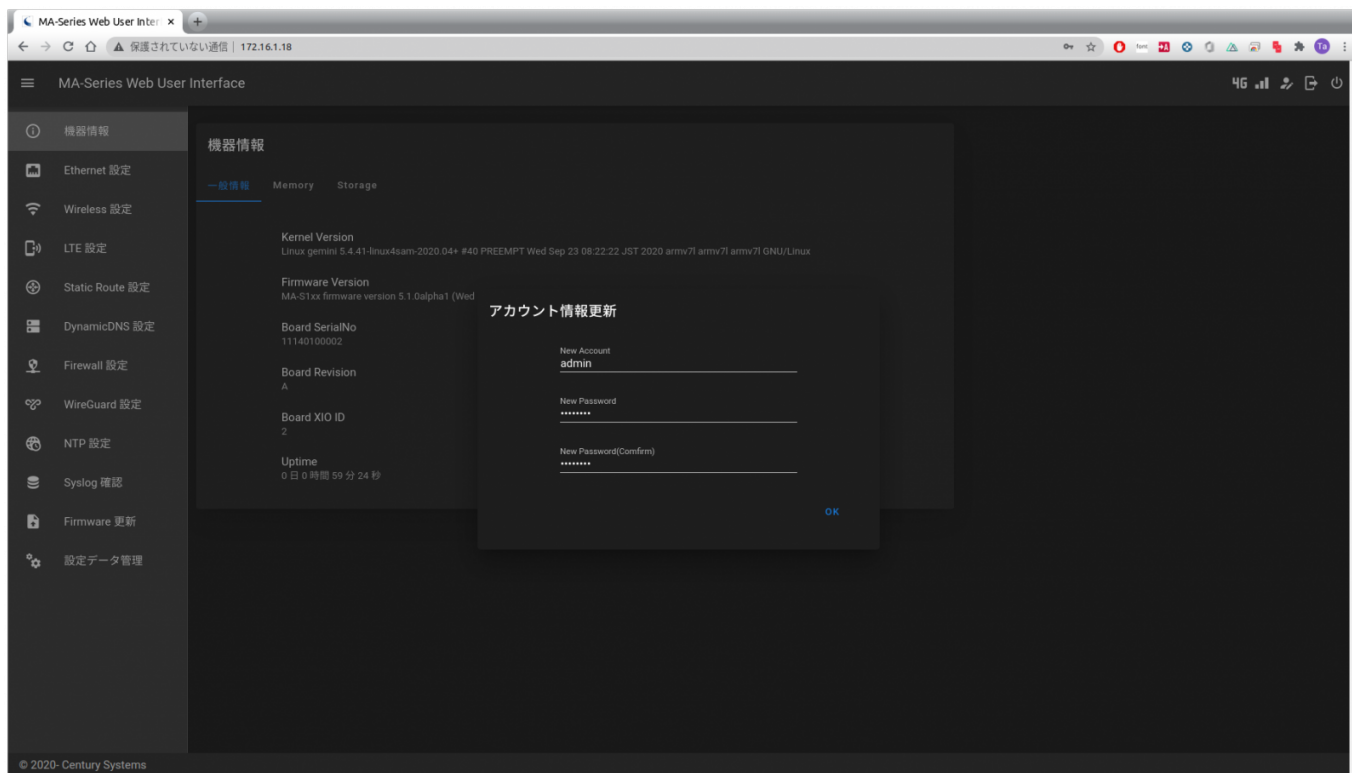 MA-Series Web User Inter
保護されていない通信 172.16.1.18
MA-Series Web User Interface
4G
機器情報
Ethernet 設定
Wireless 設定
LTE 設定
Static Route 設定
DynamicDNS 設定
Firewall 設定
WireGuard 設定
NTP 設定
Syslog 確認
Firmware 更新
設定データ管理
機器情報
一般情報 Memory Storage
Kernel Version
Linux gemini 5.4.41-linux4sam-2020.04+ #40 PREEMPT Wed Sep 23 08:22:22 JST 2020 armv7l armv7l armv7l GNU/Linux
Firmware Version
MA-S1xx firmware version 5.1.0alpha1 (Wed
Board SerialNo
11140100002
Board Revision
A
Board XIO ID
2
Uptime
0 日 0 時間 59 分 24 秒
アカウント情報更新
New Account
admin
New Password
••••••••
New Password(Comfirm)
••••••••
OK
© 2020- Century Systems